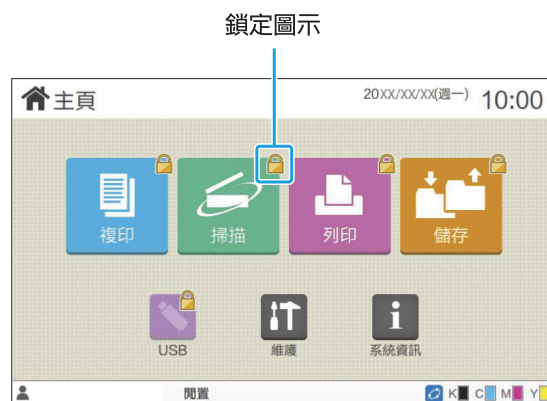 鎖定圖示
主頁
20XX/XX/XX(週一) 10:00
複印 掃描 列印 儲存
USB 維護 系統資訊
閒置
K C M Y